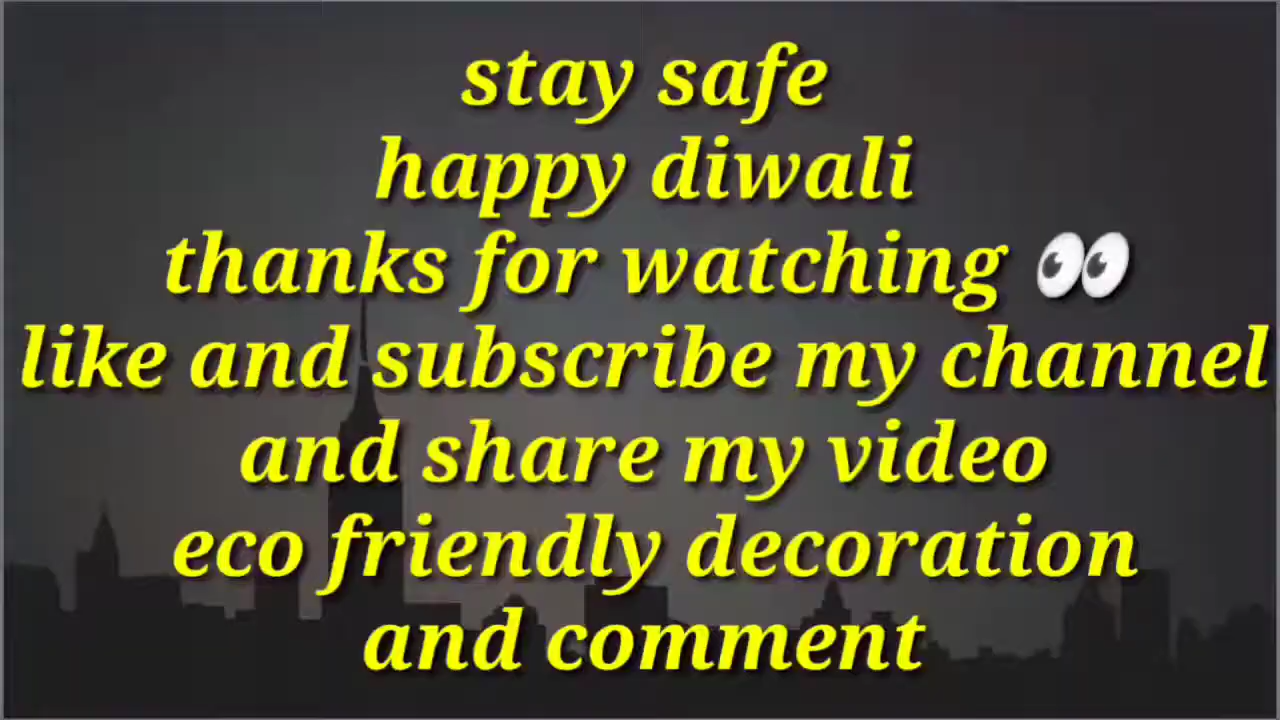 stay safe
happy diwali
thanks for watching 👀
like and subscribe my channel
and share my video
eco friendly decoration
and comment